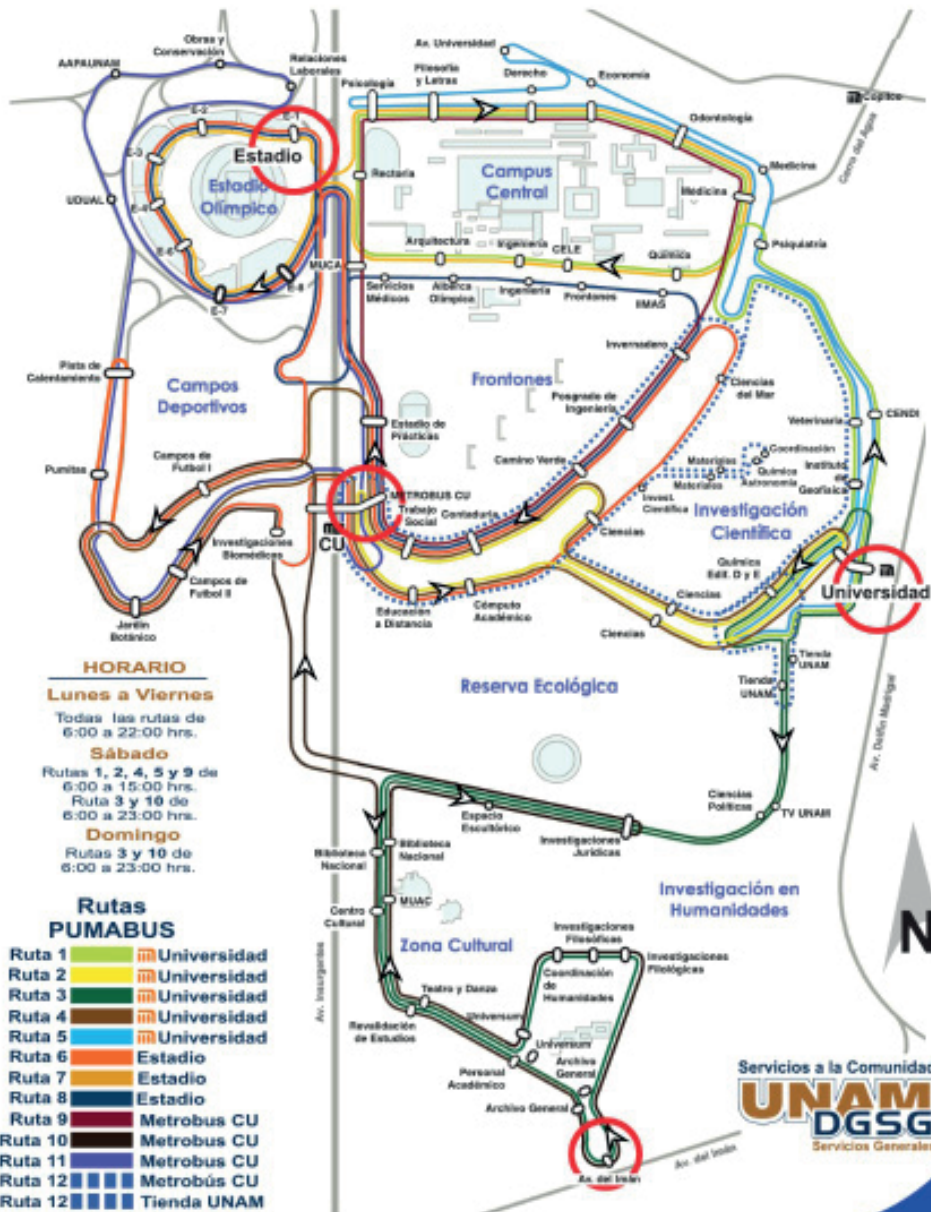 Obras y
Conservación
AAPAUNAM
Relaciones
Laborales
Av. Universidad
Filosofía
y Letras
Derecho
Economía
Psicología
Copilco
E-2
E-1
Odontología
Estadio
E-3
Estadio
Olímpico
Rectoría
Campus
Central
Medicina
Cerro del Agua
Medicina
UDUAL
E-4
Arquitectura
Ingeniería
CELE
Química
Psiquiatría
E-6
E-8
E-7
MUCA
Servicios
Médicos
Alberca
Olímpica
Ingeniería
Frontones
IIMAS
Invernadero
Pista de
Calentamiento
Campos
Deportivos
Frontones
Ciencias
del Mar
Posgrado de
Ingeniería
Estadio de
Prácticas
Veterinaria
CENDI
Campos de
Futbol I
Camino Verde
Coordinación
Materiales
Materiales
Química
Astronomía
Instituto
de
Geofísica
Pumitas
METROBUS CU
Trabajo
Social
Contaduría
Invest.
Científica
Investigación
Científica
CU
Investigaciones
Biomédicas
Ciencias
Química
Edif. D y E
Universidad
Campos de
Futbol II
Jardín
Botánico
Educación
a Distancia
Cómputo
Académico
Ciencias
Ciencias
Tienda
UNAM
Tienda
UNAM
HORARIO
Lunes a Viernes
Todas las rutas de
6:00 a 22:00 hrs.
Sábado
Rutas 1, 2, 4, 5 y 9 de
6:00 a 15:00 hrs.
Ruta 3 y 10 de
6:00 a 23:00 hrs.
Domingo
Rutas 3 y 10 de
6:00 a 23:00 hrs.
Reserva Ecológica
Av. Delfín Madrigal
Ciencias
Políticas
TV UNAM
Espacio
Escultórico
Investigaciones
Jurídicas
Biblioteca
Nacional
Biblioteca
Nacional
MUAC
Centro
Cultural
Zona Cultural
Investigación en
Humanidades
N
Av. Insurgentes
Investigaciones
Filosóficas
Investigaciones
Filológicas
Coordinación
de
Humanidades
Teatro y Danza
Revalidación
de Estudios
Universum
Universum
Personal
Académico
Archivo
General
Archivo General
Av. del Imán
Av. del Imán
Rutas
PUMABUS
Ruta 1 Universidad
Ruta 2 Universidad
Ruta 3 Universidad
Ruta 4 Universidad
Ruta 5 Universidad
Ruta 6 Estadio
Ruta 7 Estadio
Ruta 8 Estadio
Ruta 9 Metrobus CU
Ruta 10 Metrobus CU
Ruta 11 Metrobus CU
Ruta 12 Metrobús CU
Ruta 12 Tienda UNAM
Servicios a la Comunidad
UNAM
DGSG
Servicios Generales